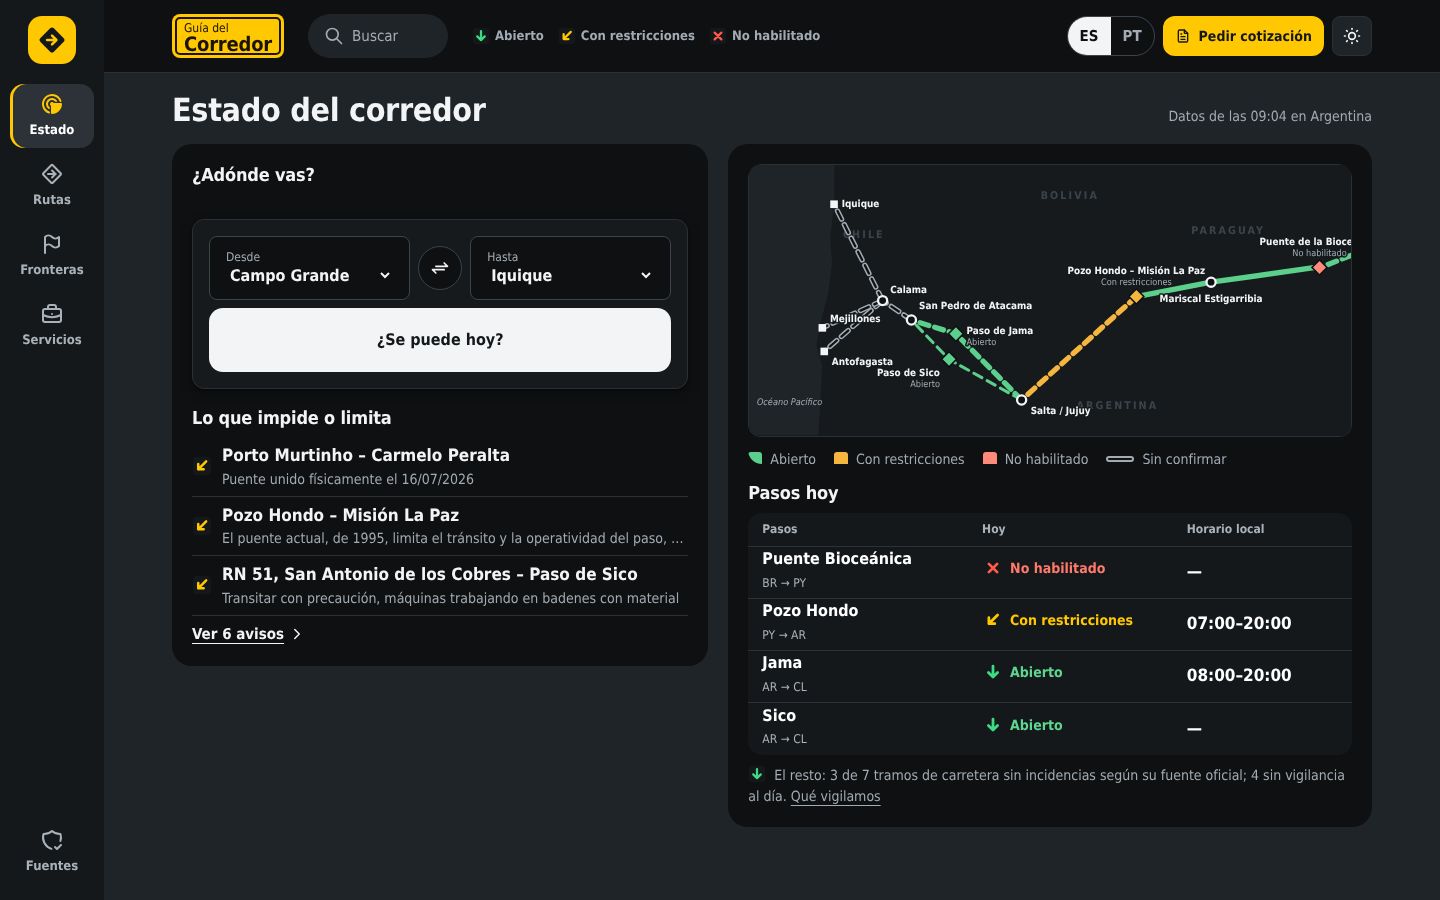 Guía del
Corredor
Buscar
Abierto
Con restricciones
No habilitado
ES
PT
Pedir cotización
Estado
Rutas
Fronteras
Servicios
Fuentes
Estado del corredor
Datos de las 09:04 en Argentina
¿Adónde vas?
Desde
Campo Grande
Hasta
Iquique
¿Se puede hoy?
Lo que impide o limita
Porto Murtinho – Carmelo Peralta
Puente unido físicamente el 16/07/2026
Pozo Hondo – Misión La Paz
El puente actual, de 1995, limita el tránsito y la operatividad del paso, ...
RN 51, San Antonio de los Cobres – Paso de Sico
Transitar con precaución, máquinas trabajando en badenes con material
Ver 6 avisos
BOLIVIA
Iquique
PARAGUAY
HILE
Puente de la Bioce
No habilitado
Pozo Hondo – Misión La Paz
Con restricciones
Calama
Mariscal Estigarribia
San Pedro de Atacama
Mejillones
Paso de Jama
Abierto
Antofagasta
Paso de Sico
Abierto
Océano Pacífico
ARGENTINA
Salta / Jujuy
Abierto
Con restricciones
No habilitado
Sin confirmar
Pasos hoy
Pasos Hoy Horario local
Puente Bioceánica
BR → PY
No habilitado
—
Pozo Hondo
PY → AR
Con restricciones
07:00–20:00
Jama
AR → CL
Abierto
08:00–20:00
Sico
AR → CL
Abierto
—
El resto: 3 de 7 tramos de carretera sin incidencias según su fuente oficial; 4 sin vigilancia
al día. Qué vigilamos